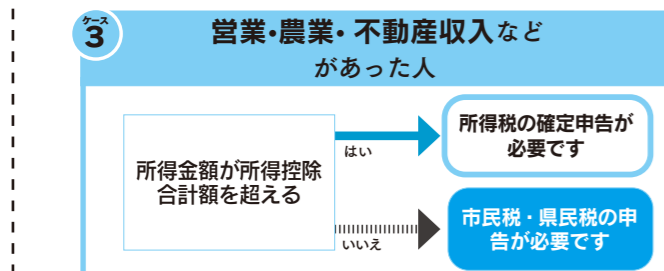 ケース
3
営業・農業・不動産収入など
があった人
所得金額が所得控除
合計額を超える
はい
所得税の確定申告が
必要です
いいえ
市民税・県民税の申
告が必要です